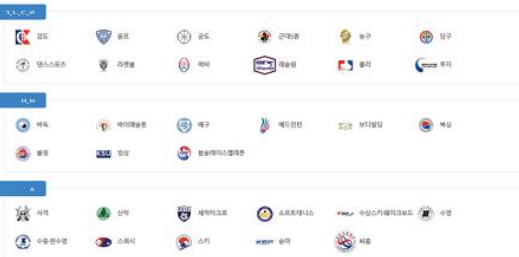 ㄱ,ㄴ,ㄷ,ㄹ
검도 골프 궁도 근대5종 농구 당구
댄스스포츠 라켓볼 럭비 레슬링 롤러 루지
ㅁ,ㅂ
바둑 바이애슬론 배구 배드민턴 보디빌딩 복싱
볼링 빙상 봅슬레이스켈레톤
ㅅ
사격 산악 세팍타크로 소프트테니스 수상스키·웨이크보드 수영
수중·핀수영 스쿼시 스키 승마 씨름